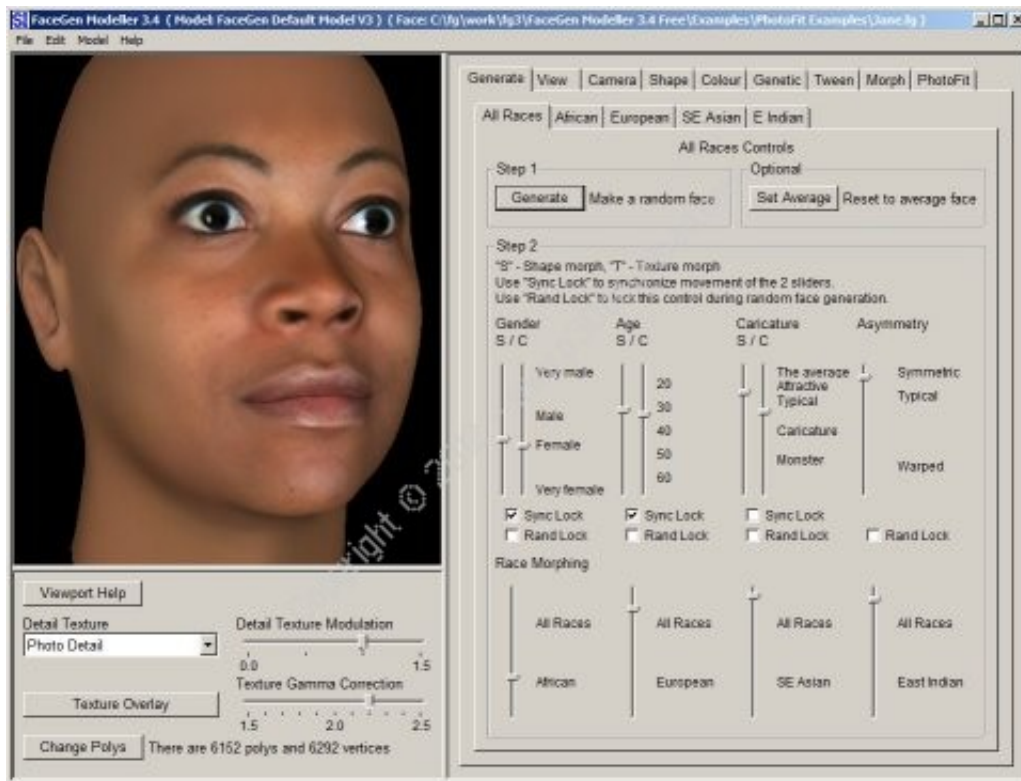 FaceGen Modeller 3.4 ( Model: FaceGen Default Model V3 ) ( Face: C:\fg\work\fg3\FaceGen Modeller 3.4 Free\Examples\PhotoFit Examples\Jane.fg )
File Edit Model Help
Generate View Camera Shape Colour Genetic Tween Morph PhotoFit
All Races African European SE Asian E Indian
All Races Controls
Step 1 Optional
Generate Make a random face Set Average Reset to average face
Step 2
"S" - Shape morph, "T" - Texture morph
Use "Sync Lock" to synchronize movement of the 2 sliders.
Use "Rand Lock" to lock this control during random face generation.
Gender Age Caricature Asymmetry
S / C S / C S / C
Very male 20 The average Symmetric
Attractive
Male 30 Typical Typical
Female 40 Caricature
50 Monster Warped
Very female 60
Sync Lock Sync Lock Sync Lock
Rand Lock Rand Lock Rand Lock Rand Lock
Race Morphing
All Races All Races All Races All Races
African European SE Asian East Indian
Viewport Help
Detail Texture Detail Texture Modulation
Photo Detail
0.0 1.5
Texture Gamma Correction
Texture Overlay
1.5 2.0 2.5
Change Polys There are 6152 polys and 6292 vertices